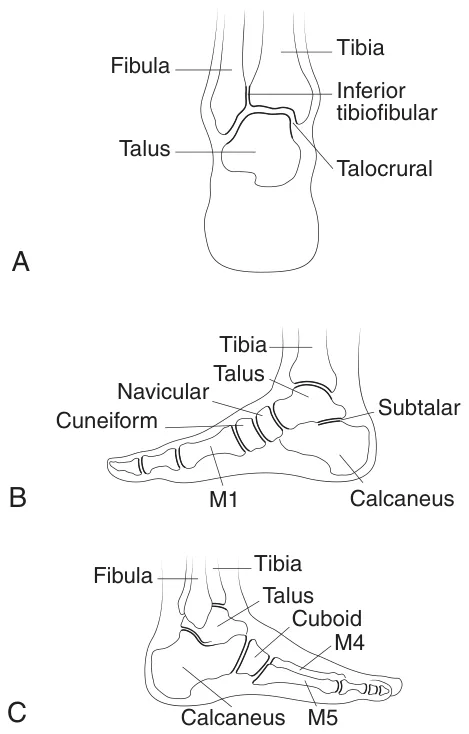 Tibia
Fibula
Inferior
tibiofibular
Talus
Talocrural
A
Tibia
Talus
Navicular
Subtalar
Cuneiform
B
M1
Calcaneus
Tibia
Fibula
Talus
Cuboid
M4
C
Calcaneus
M5